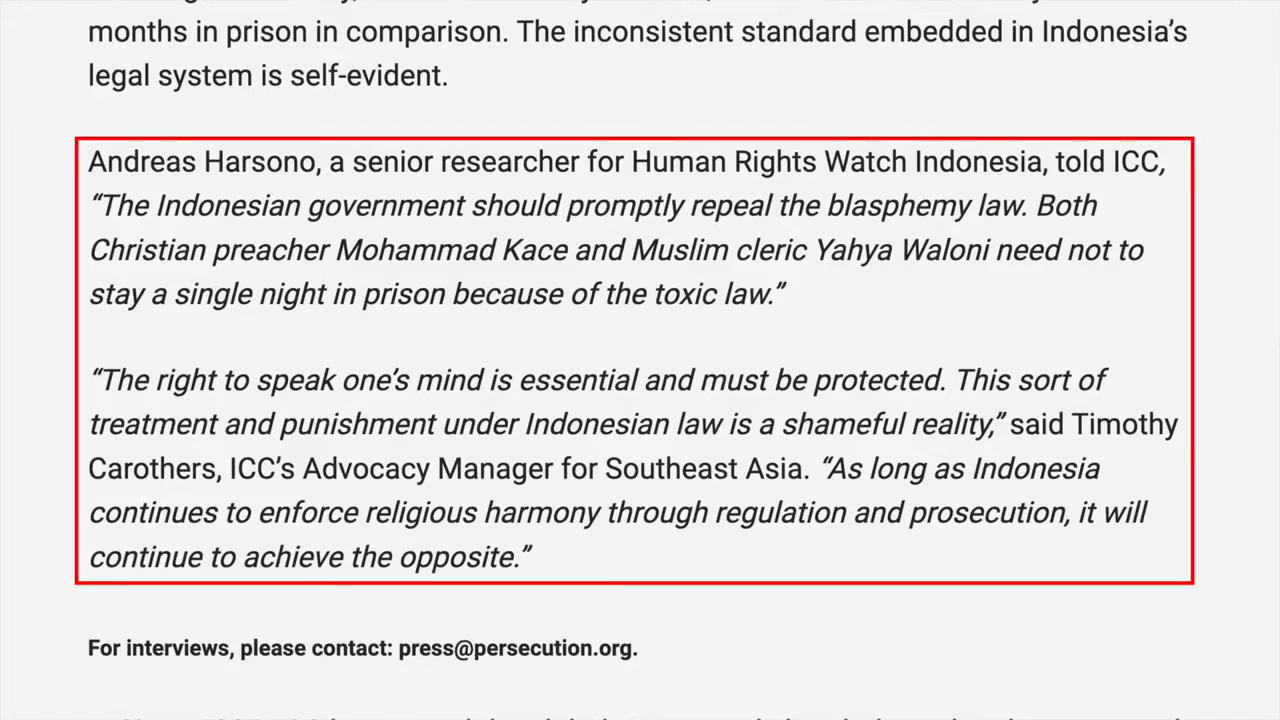 months in prison in comparison. The inconsistent standard embedded in Indonesia’s
legal system is self-evident.
Andreas Harsono, a senior researcher for Human Rights Watch Indonesia, told ICC,
“The Indonesian government should promptly repeal the blasphemy law. Both
Christian preacher Mohammad Kace and Muslim cleric Yahya Waloni need not to
stay a single night in prison because of the toxic law.”
“The right to speak one’s mind is essential and must be protected. This sort of
treatment and punishment under Indonesian law is a shameful reality,” said Timothy
Carothers, ICC’s Advocacy Manager for Southeast Asia. “As long as Indonesia
continues to enforce religious harmony through regulation and prosecution, it will
continue to achieve the opposite.”
For interviews, please contact: press@persecution.org.